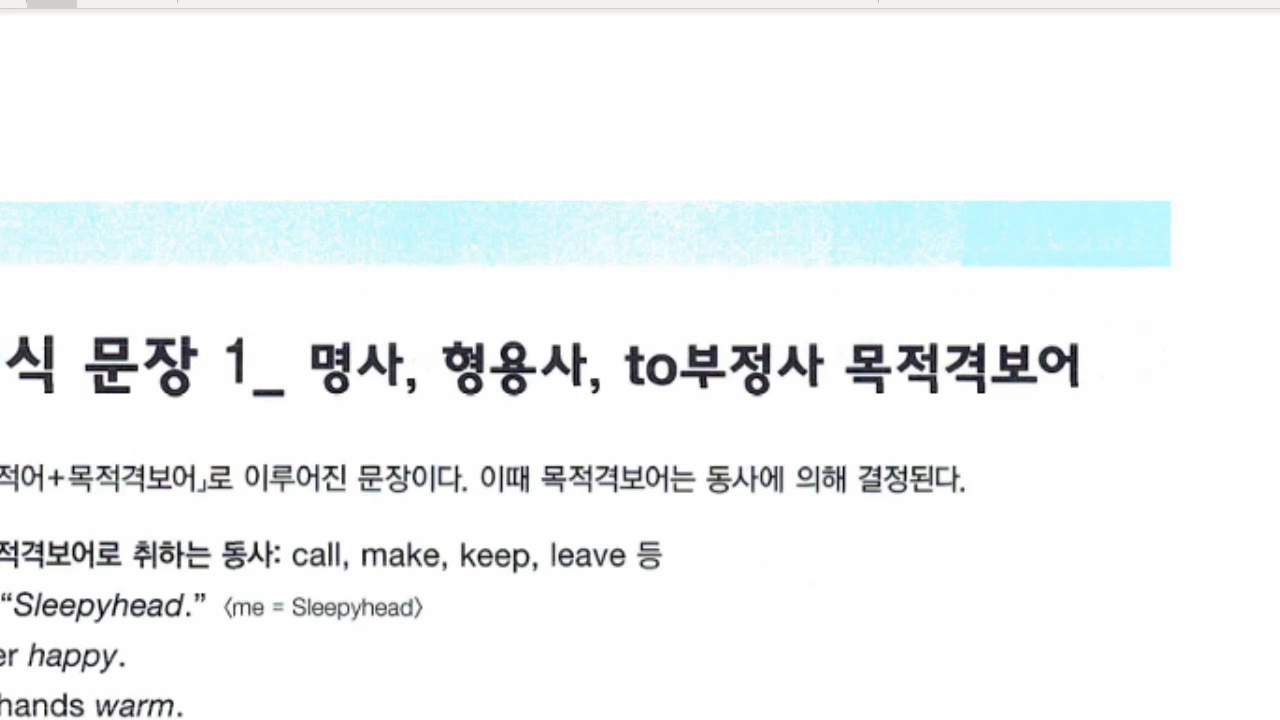 식 문장 1_ 명사, 형용사, to부정사 목적격보어
적어+목적격보어」로 이루어진 문장이다. 이때 목적격보어는 동사에 의해 결정된다.
적격보어로 취하는 동사: call, make, keep, leave 등
“Sleepyhead.” 〈me = Sleepyhead〉
er happy.
hands warm.